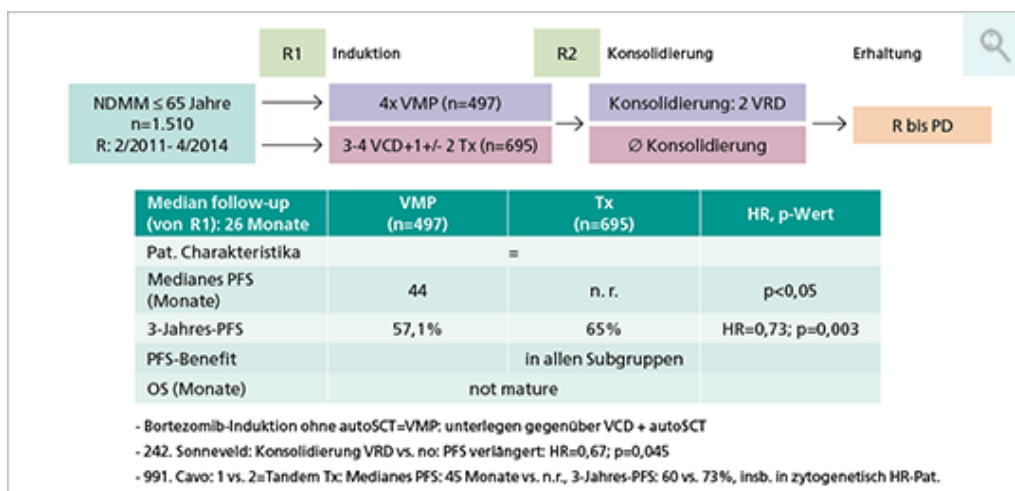 R1 Induktion R2 Konsolidierung Erhaltung
NDMM ≤ 65 Jahre
n=1.510
R: 2/2011- 4/2014
4x VMP (n=497)
3-4 VCD+1+/- 2 Tx (n=695)
Konsolidierung: 2 VRD
Ø Konsolidierung
R bis PD
Median follow-up
(von R1): 26 Monate
VMP
(n=497)
Tx
(n=695)
HR, p-Wert
Pat. Charakteristika =
Medianes PFS
(Monate)
44 n. r. p<0,05
3-Jahres-PFS 57,1% 65% HR=0,73; p=0,003
PFS-Benefit in allen Subgruppen
OS (Monate) not mature
- Bortezomib-Induktion ohne autoSCT=VMP: unterlegen gegenüber VCD + autoSCT
- 242. Sonneveld: Konsolidierung VRD vs. no: PFS verlängert: HR=0,67; p=0,045
- 991. Cavo: 1 vs. 2=Tandem Tx: Medianes PFS: 45 Monate vs. n.r., 3-Jahres-PFS: 60 vs. 73%, insb. in zytogenetisch HR-Pat.